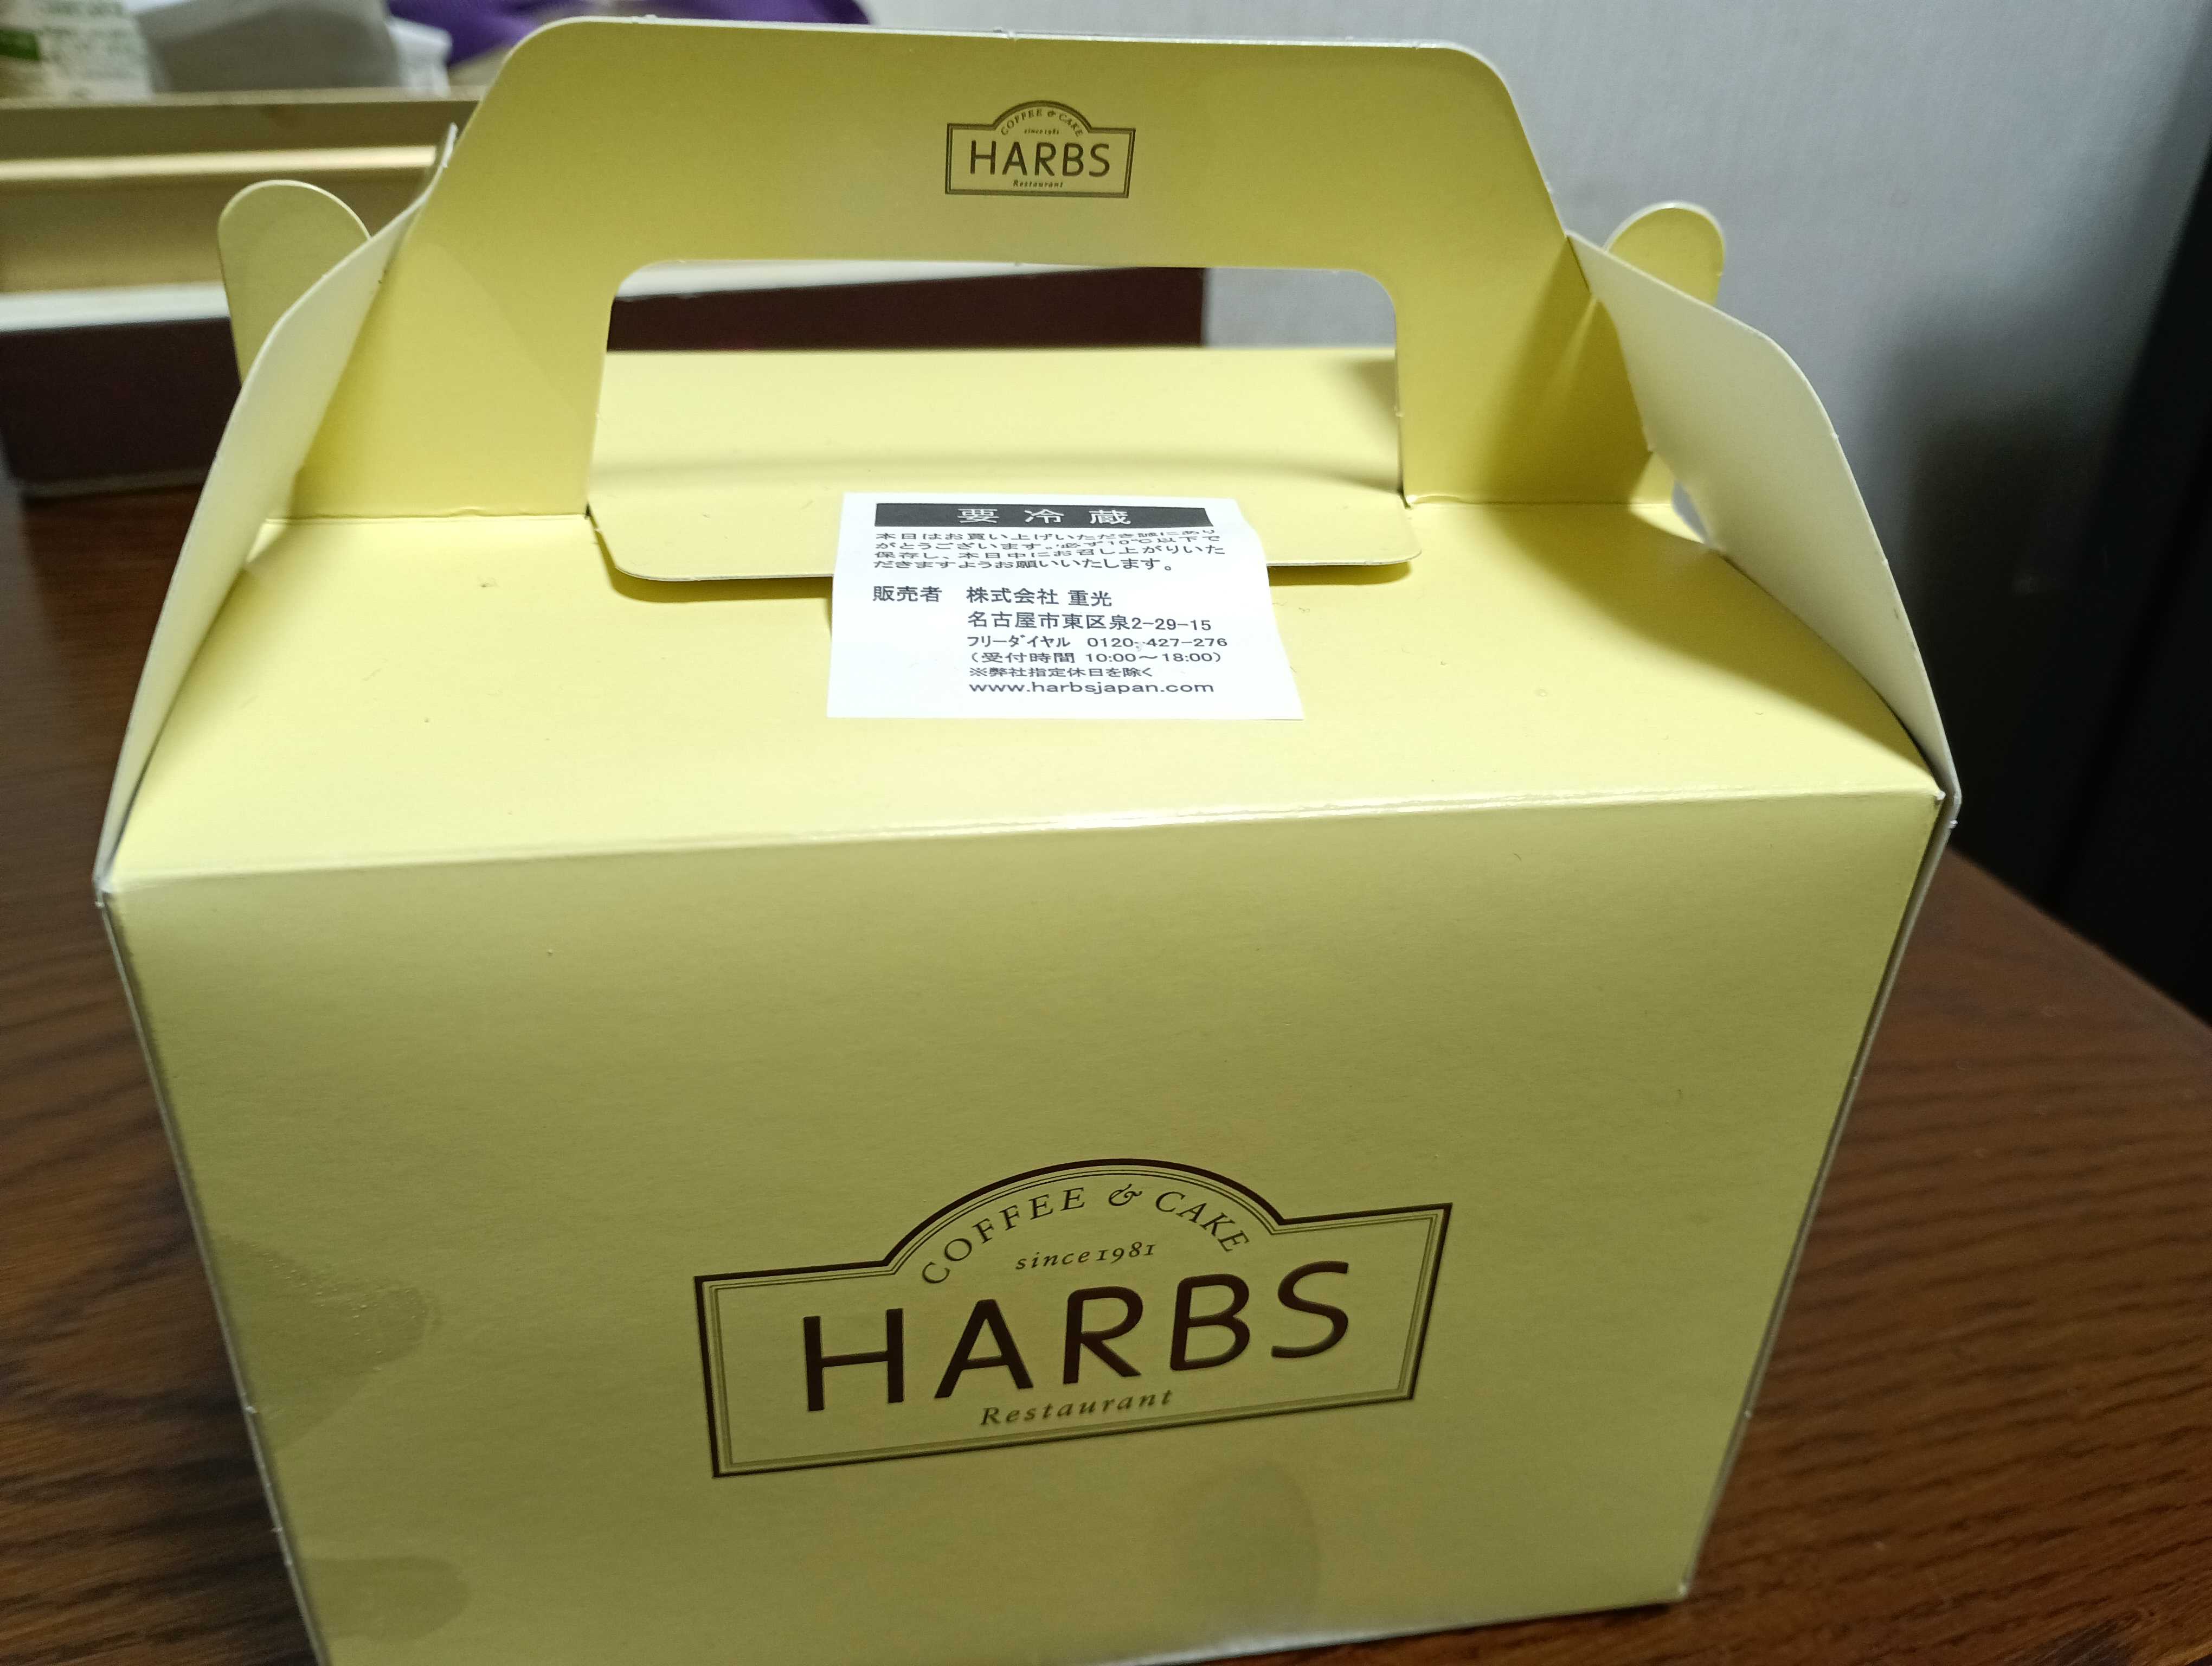 COFFEE & CAKE
since 1981
HARBS
Restaurant
要冷蔵
本日はお買い上げいただき誠にあり
がとうございます。必ず10℃以下で
保存し、本日中にお召し上がりいた
だきますようお願いいたします。
販売者 株式会社 重光
名古屋市東区泉2-29-15
フリーダイヤル 0120-427-276
(受付時間 10:00～18:00)
※弊社指定休日を除く
www.harbsjapan.com
COFFEE & CAKE
since 1981
HARBS
Restaurant